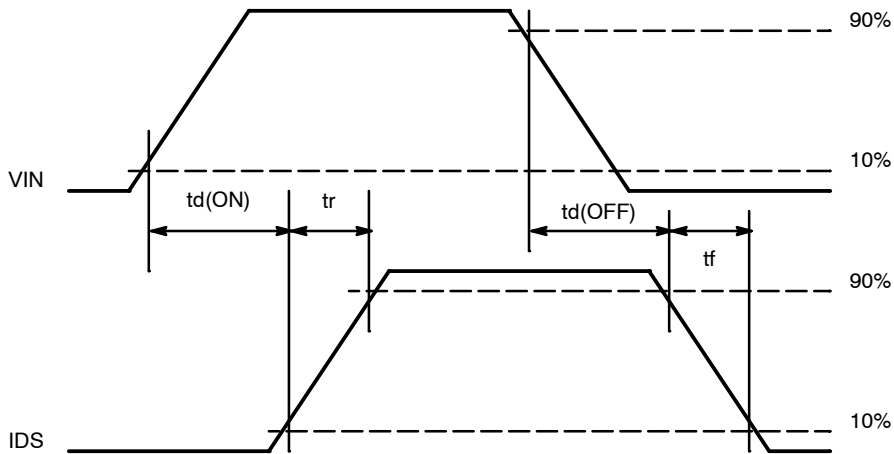 90%
10%
VIN
td(ON)
tr
td(OFF)
tf
90%
10%
IDS